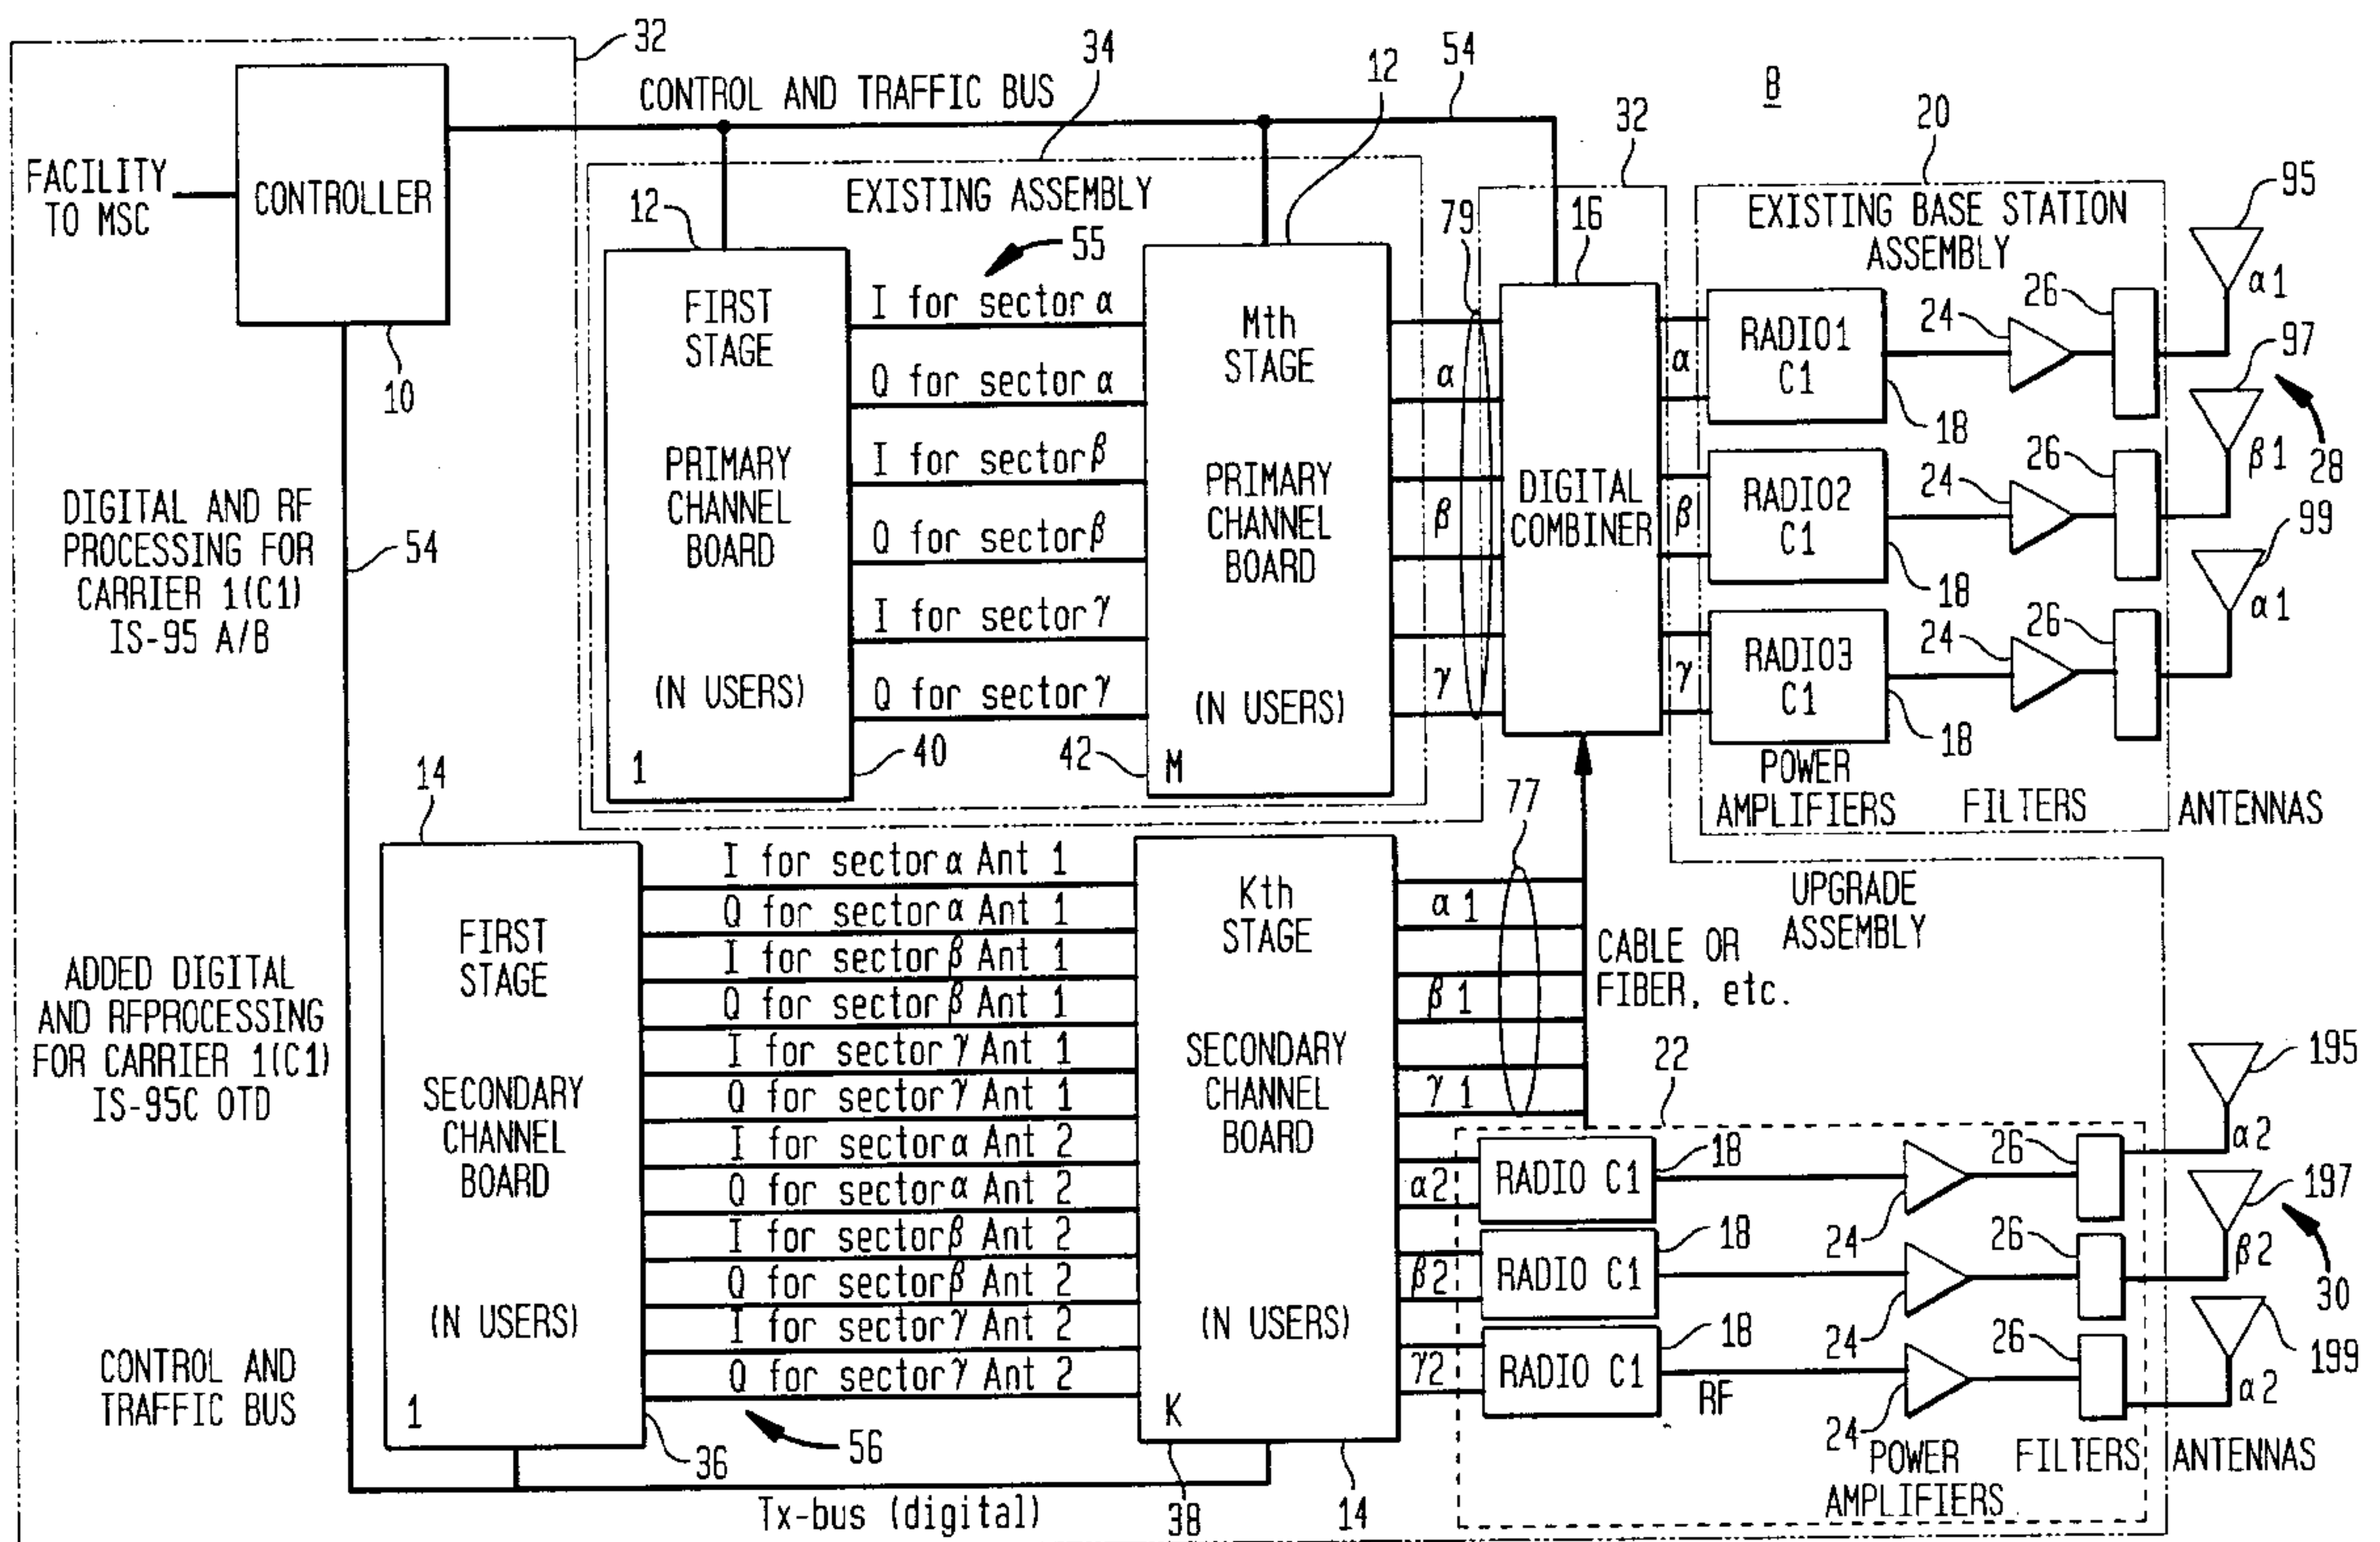 32
CONTROL AND TRAFFIC BUS
34
12
54
B
32
20
FACILITY
TO MSC
CONTROLLER
10
EXISTING ASSEMBLY
12
55
79
16
EXISTING BASE STATION
ASSEMBLY
95
FIRST
STAGE
PRIMARY
CHANNEL
BOARD
(N USERS)
1
40
I for sector α
Q for sector α
I for sector β
Q for sector β
I for sector γ
Q for sector γ
Mth
STAGE
PRIMARY
CHANNEL
BOARD
(N USERS)
42
M
α
β
γ
DIGITAL
COMBINER
α
β
γ
RADIO1
C1
18
24
26
α1
97
RADIO2
C1
18
24
26
β1
28
99
RADIO3
C1
18
24
26
α1
POWER
AMPLIFIERS
FILTERS
ANTENNAS
DIGITAL AND RF
PROCESSING FOR
CARRIER 1(C1)
IS-95 A/B
54
14
ADDED DIGITAL
AND RFPROCESSING
FOR CARRIER 1(C1)
IS-95C OTD
CONTROL AND
TRAFFIC BUS
FIRST
STAGE
SECONDARY
CHANNEL
BOARD
(N USERS)
1
36
I for sector α Ant 1
Q for sector α Ant 1
I for sector β Ant 1
Q for sector β Ant 1
I for sector γ Ant 1
Q for sector γ Ant 1
I for sector α Ant 2
Q for sector α Ant 2
I for sector β Ant 2
Q for sector β Ant 2
I for sector γ Ant 2
Q for sector γ Ant 2
56
Tx-bus (digital)
Kth
STAGE
SECONDARY
CHANNEL
BOARD
(N USERS)
K
38
14
77
α1
β1
γ1
α2
β2
γ2
CABLE OR
FIBER, etc.
UPGRADE
ASSEMBLY
22
RADIO C1
18
24
26
195
α2
RADIO C1
18
24
26
197
β2
30
RADIO C1
18
RF
24
26
199
α2
POWER
AMPLIFIERS
FILTERS
ANTENNAS